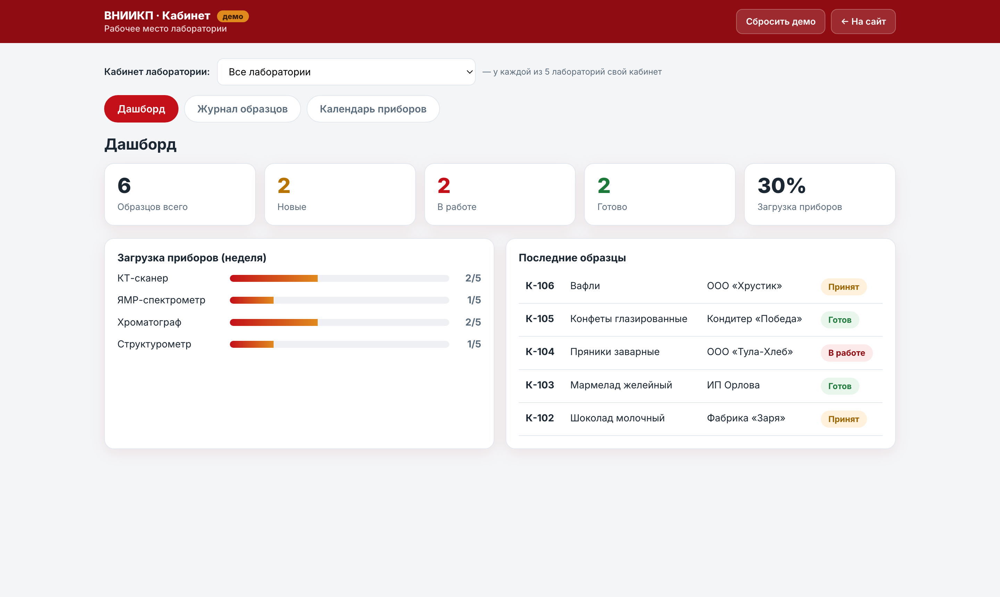 ВНИИКП · Кабинет демо
Рабочее место лаборатории
Сбросить демо
← На сайт
Кабинет лаборатории: Все лаборатории — у каждой из 5 лабораторий свой кабинет
Дашборд Журнал образцов Календарь приборов
Дашборд
6
Образцов всего
2
Новые
2
В работе
2
Готово
30%
Загрузка приборов
Загрузка приборов (неделя)
КТ-сканер 2/5
ЯМР-спектрометр 1/5
Хроматограф 2/5
Структурометр 1/5
Последние образцы
К-106 Вафли ООО «Хрустик» Принят
К-105 Конфеты глазированные Кондитер «Победа» Готов
К-104 Пряники заварные ООО «Тула-Хлеб» В работе
К-103 Мармелад желейный ИП Орлова Готов
К-102 Шоколад молочный Фабрика «Заря» Принят